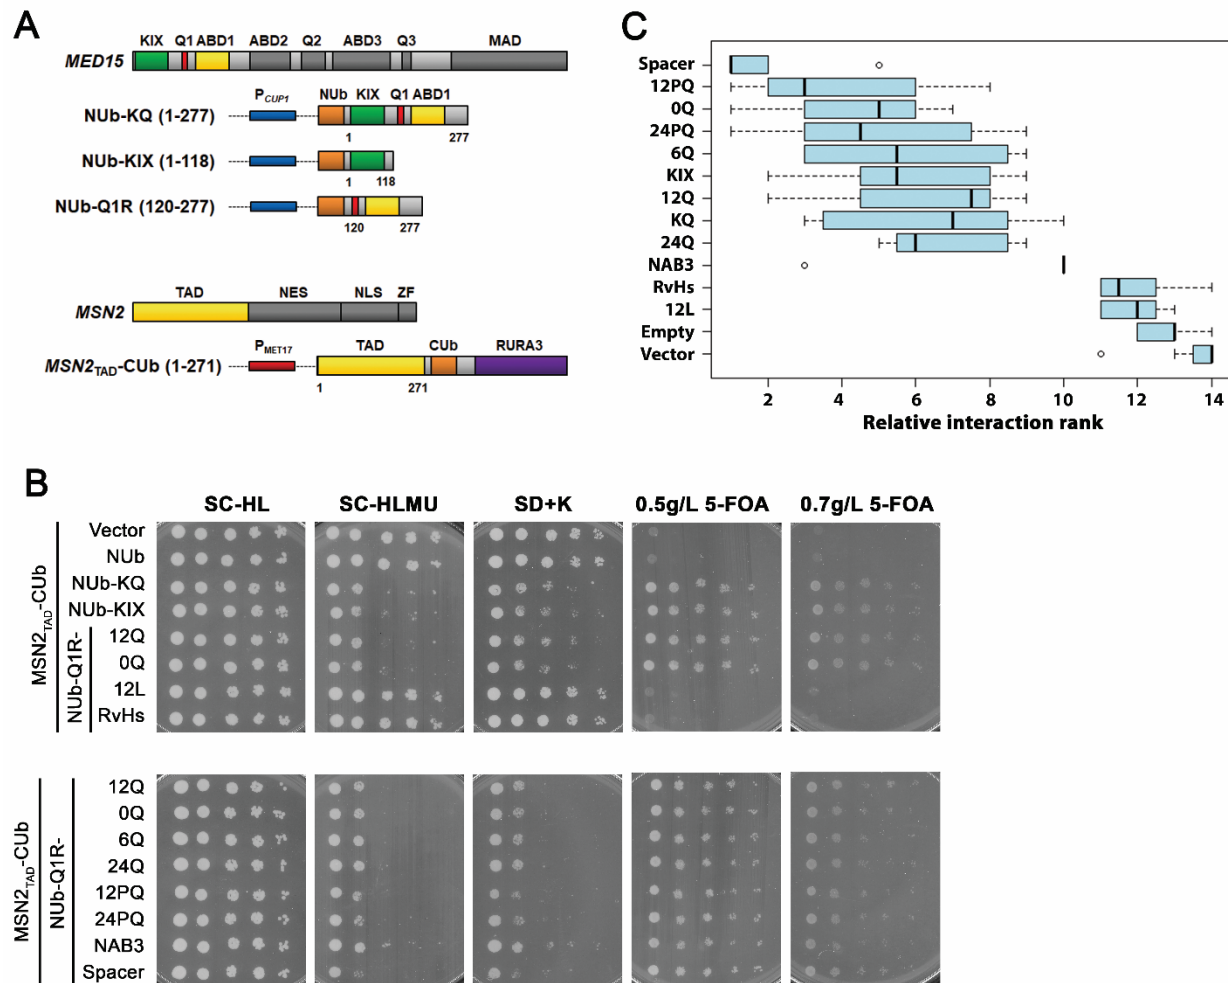 A
KIX Q1 ABD1 ABD2 Q2 ABD3 Q3 MAD
MED15
PCUP1 NUb KIX Q1 ABD1
NUb-KQ (1-277)
1 277
NUb-KIX (1-118)
1 118
NUb-Q1R (120-277)
120 277
TAD NES NLS ZF
MSN2
PMET17 TAD CUb RURA3
MSN2TAD-CUb (1-271)
1 271
C
Spacer
12PQ
0Q
24PQ
6Q
KIX
12Q
KQ
24Q
NAB3
RvHs
12L
Empty
Vector
2 4 6 8 10 12 14
Relative interaction rank
B
SC-HL SC-HLMU SD+K 0.5g/L 5-FOA 0.7g/L 5-FOA
MSN2TAD-CUb
Vector
NUb
NUb-KQ
NUb-KIX
NUb-Q1R-
12Q
0Q
12L
RvHs
MSN2TAD-CUb
NUb-Q1R-
12Q
0Q
6Q
24Q
12PQ
24PQ
NAB3
Spacer